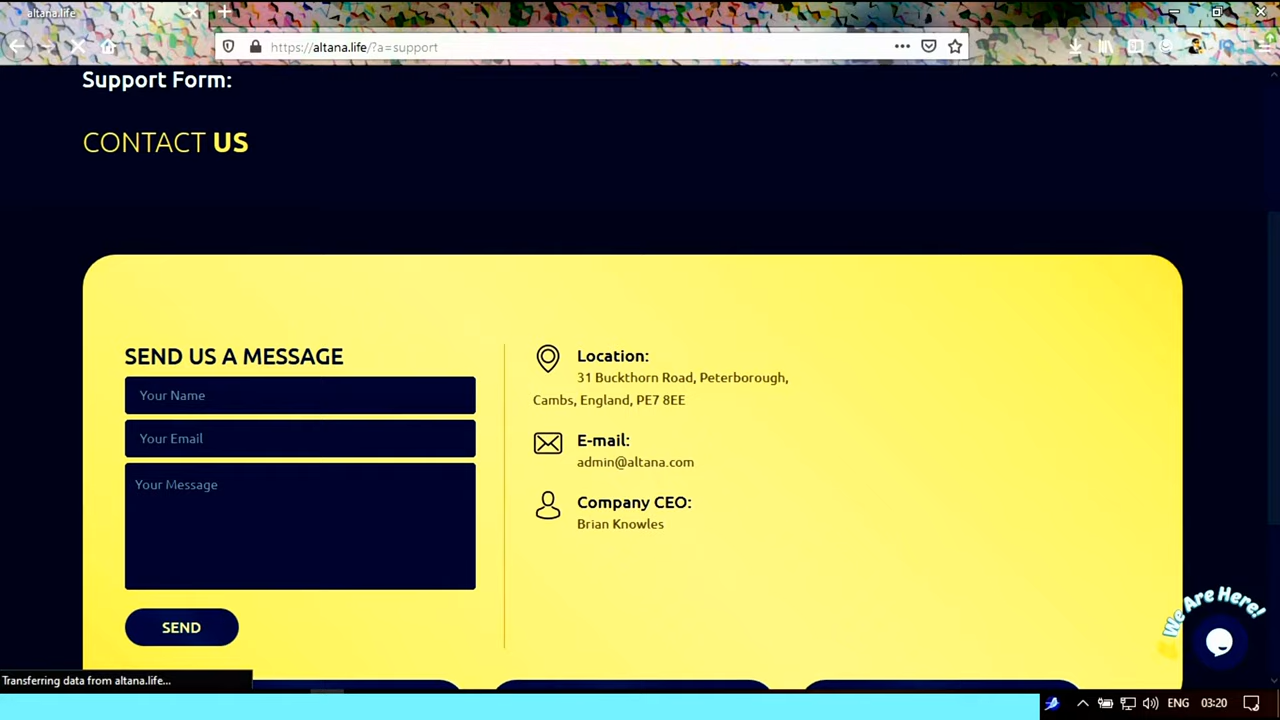 altana.life
https://altana.life/?a=support
Support Form:
CONTACT US
SEND US A MESSAGE
Your Name
Your Email
Your Message
SEND
Location:
31 Buckthorn Road, Peterborough,
Cambs, England, PE7 8EE
E-mail:
admin@altana.com
Company CEO:
Brian Knowles
We Are Here!
Transferring data from altana.life...
ENG
03:20